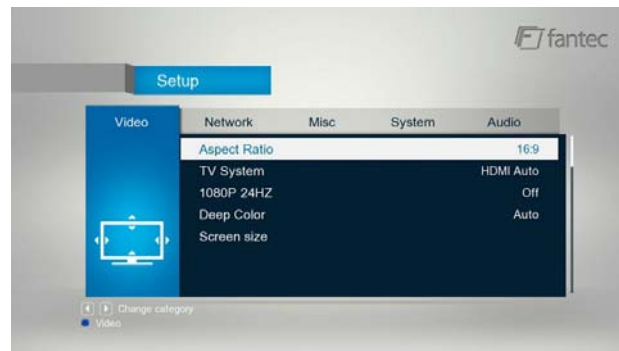 fantec
Setup
Video Network Misc System Audio
Aspect Ratio 16:9
TV System HDMI Auto
1080P 24HZ Off
Deep Color Auto
Screen size
Change category
Video